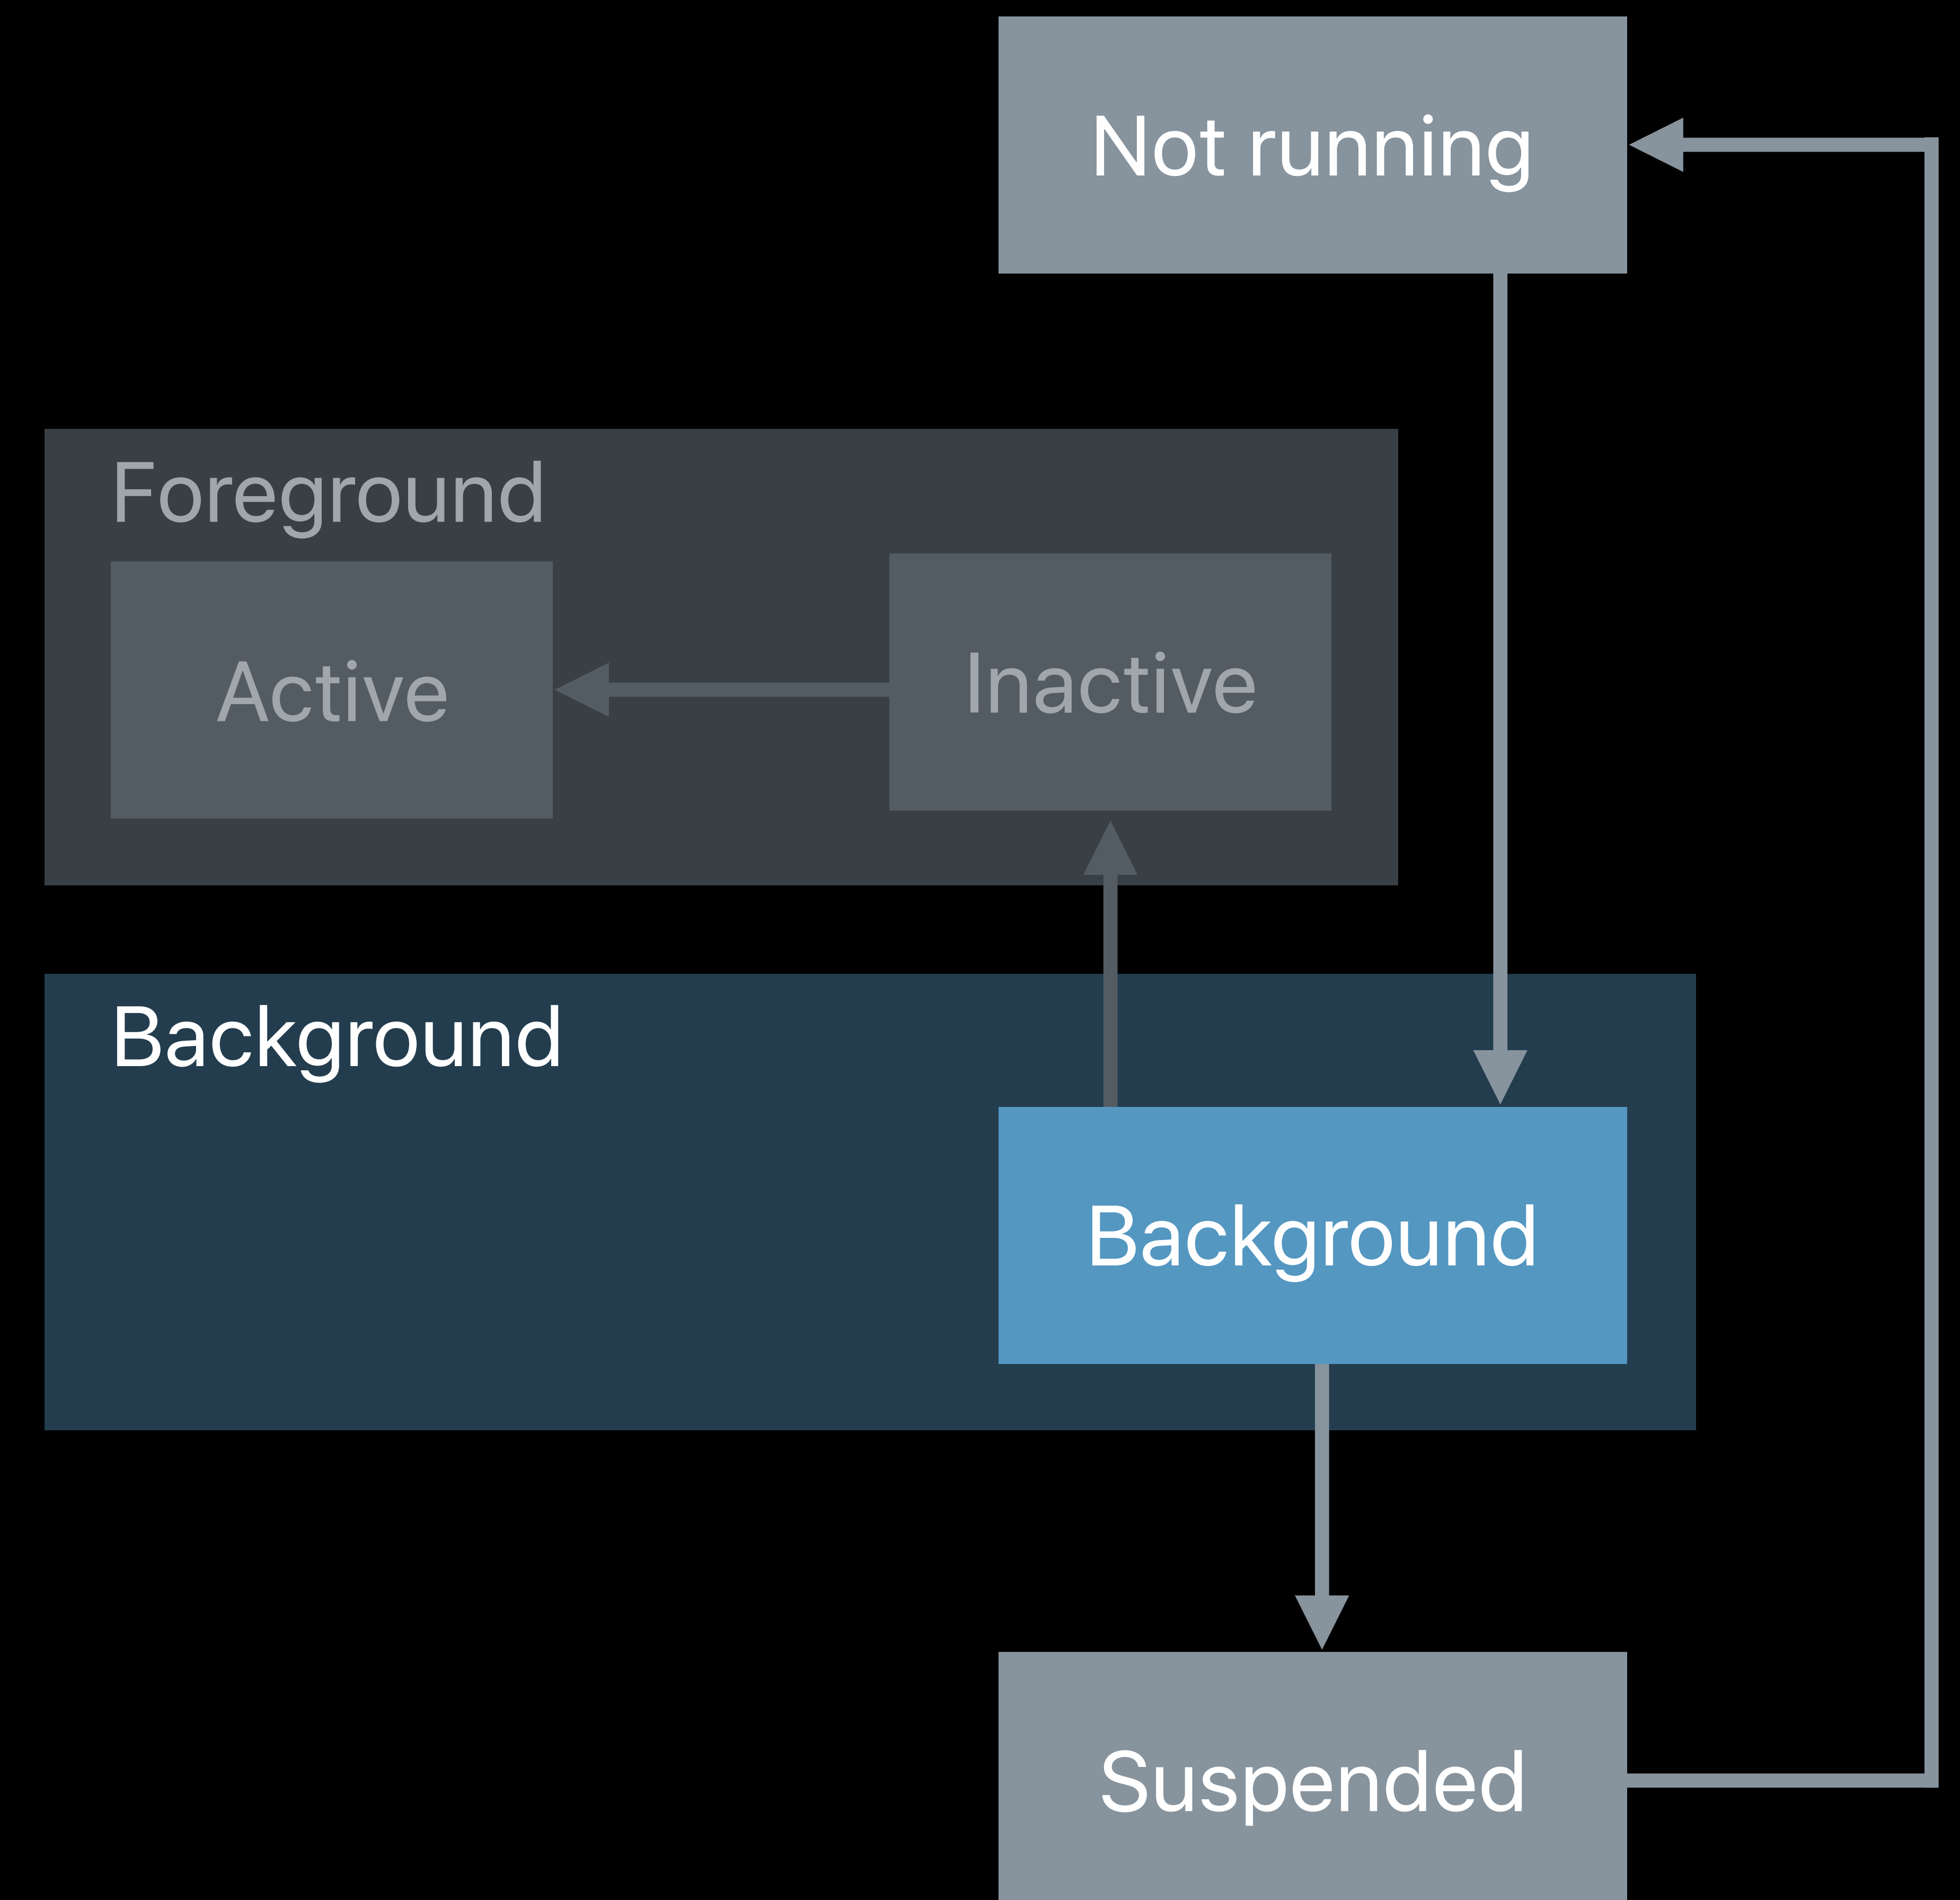 Not running
Foreground
Active
Inactive
Background
Background
Suspended